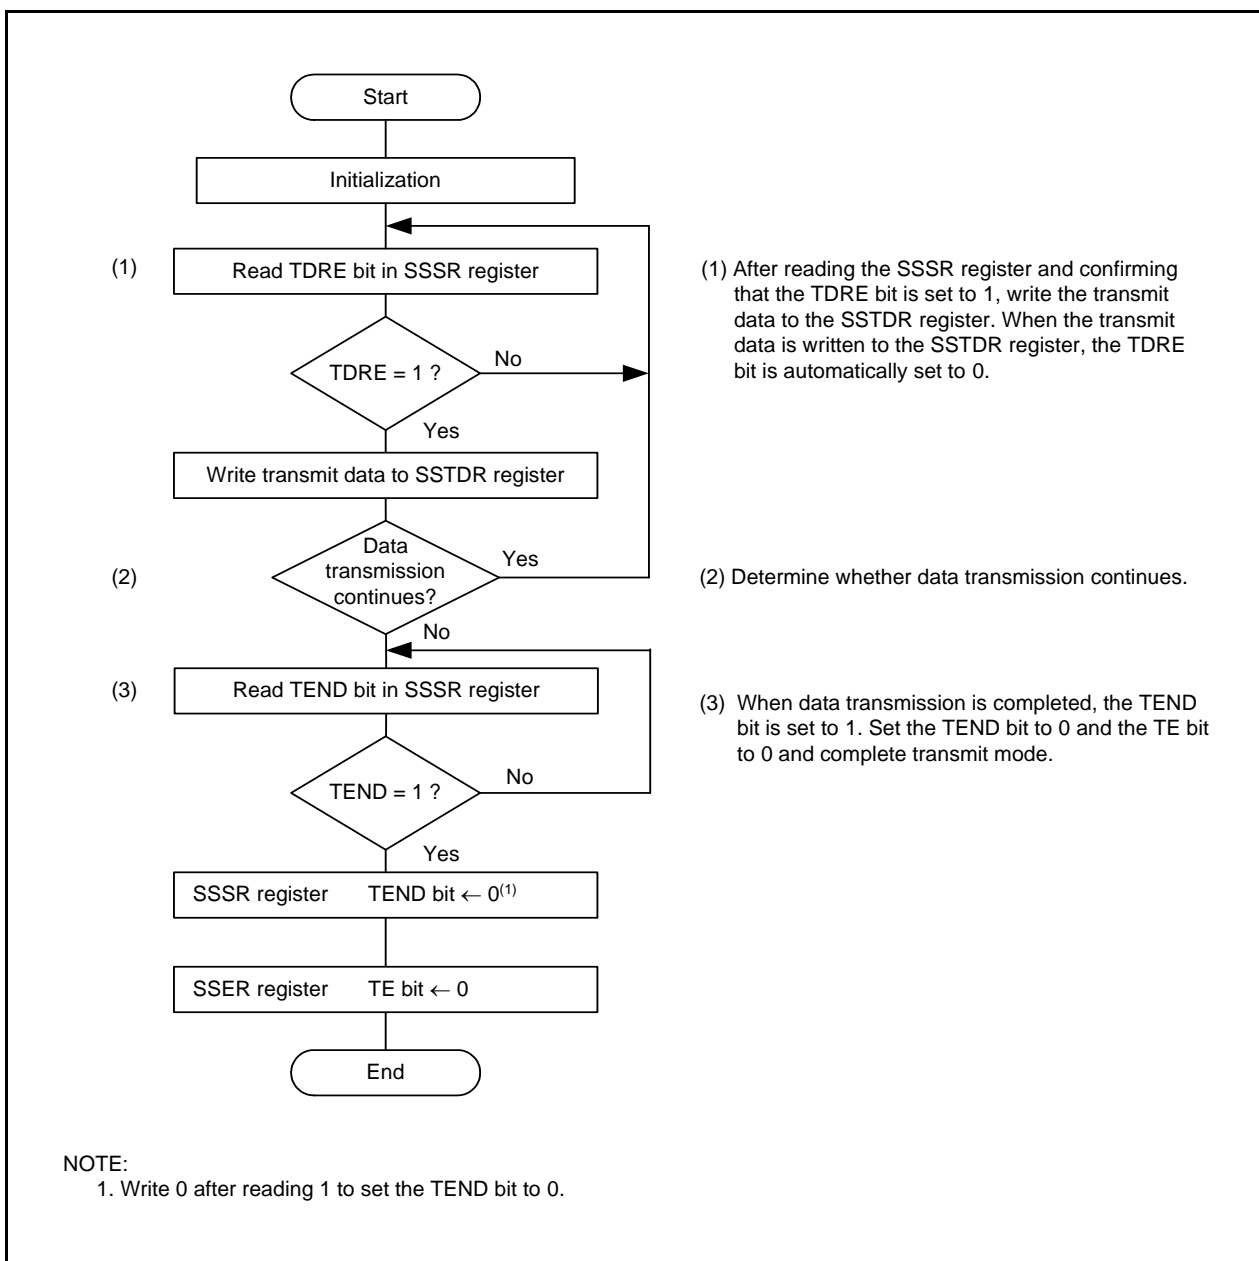 Start
Initialization
(1)
Read TDRE bit in SSSR register
TDRE = 1 ?
No
Yes
Write transmit data to SSTDR register
(2)
Data
transmission
continues?
Yes
No
(3)
Read TEND bit in SSSR register
TEND = 1 ?
No
Yes
SSSR register TEND bit ← 0(1)
SSER register TE bit ← 0
End
(1) After reading the SSSR register and confirming
that the TDRE bit is set to 1, write the transmit
data to the SSTDR register. When the transmit
data is written to the SSTDR register, the TDRE
bit is automatically set to 0.
(2) Determine whether data transmission continues.
(3) When data transmission is completed, the TEND
bit is set to 1. Set the TEND bit to 0 and the TE bit
to 0 and complete transmit mode.
NOTE:
1. Write 0 after reading 1 to set the TEND bit to 0.